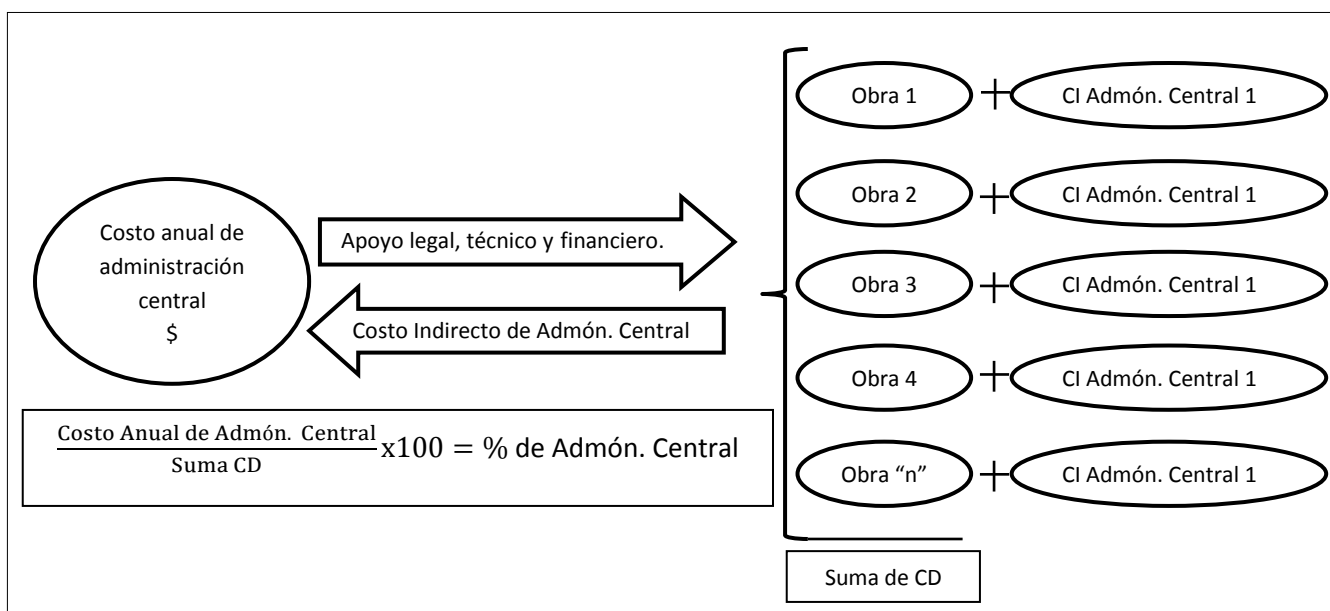 Costo anual de
administración
central
$
Apoyo legal, técnico y financiero.
Costo Indirecto de Admón. Central
Costo Anual de Admón. Central
Suma CD
x100 = % de Admón. Central
Obra 1 + CI Admón. Central 1
Obra 2 + CI Admón. Central 1
Obra 3 + CI Admón. Central 1
Obra 4 + CI Admón. Central 1
Obra “n” + CI Admón. Central 1
Suma de CD